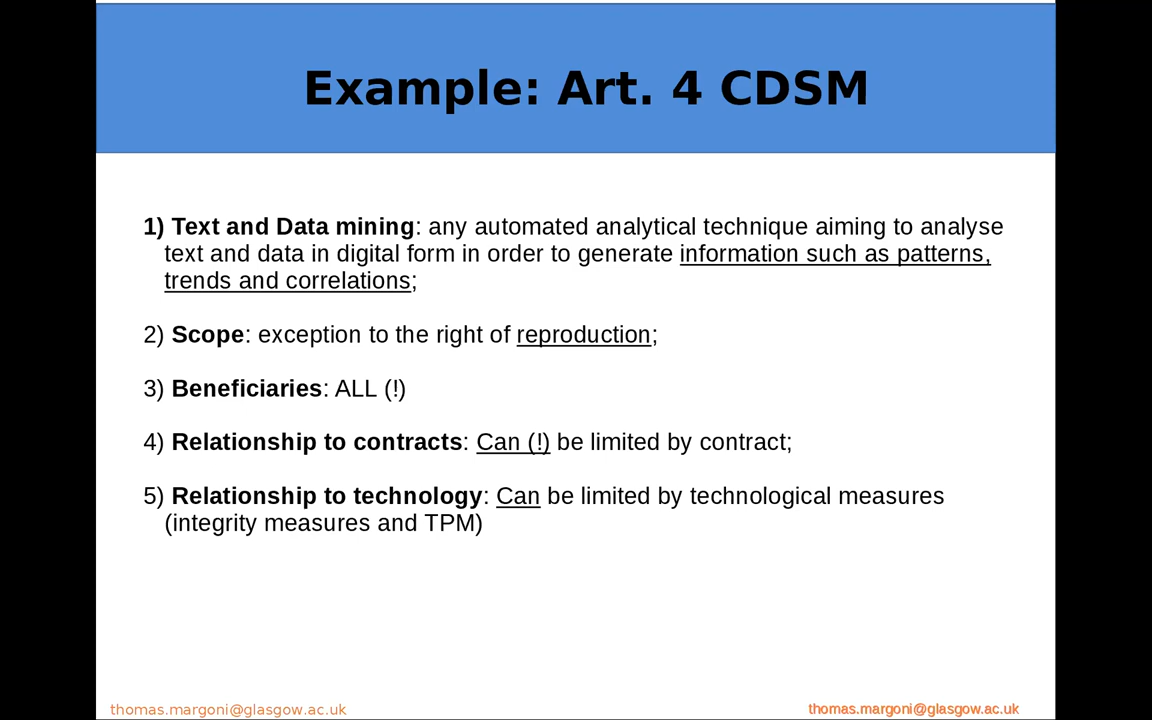 Example: Art. 4 CDSM
1) Text and Data mining: any automated analytical technique aiming to analyse
text and data in digital form in order to generate information such as patterns,
trends and correlations;
2) Scope: exception to the right of reproduction;
3) Beneficiaries: ALL (!)
4) Relationship to contracts: Can (!) be limited by contract;
5) Relationship to technology: Can be limited by technological measures
(integrity measures and TPM)
thomas.margoni@glasgow.ac.uk
thomas.margoni@glasgow.ac.uk